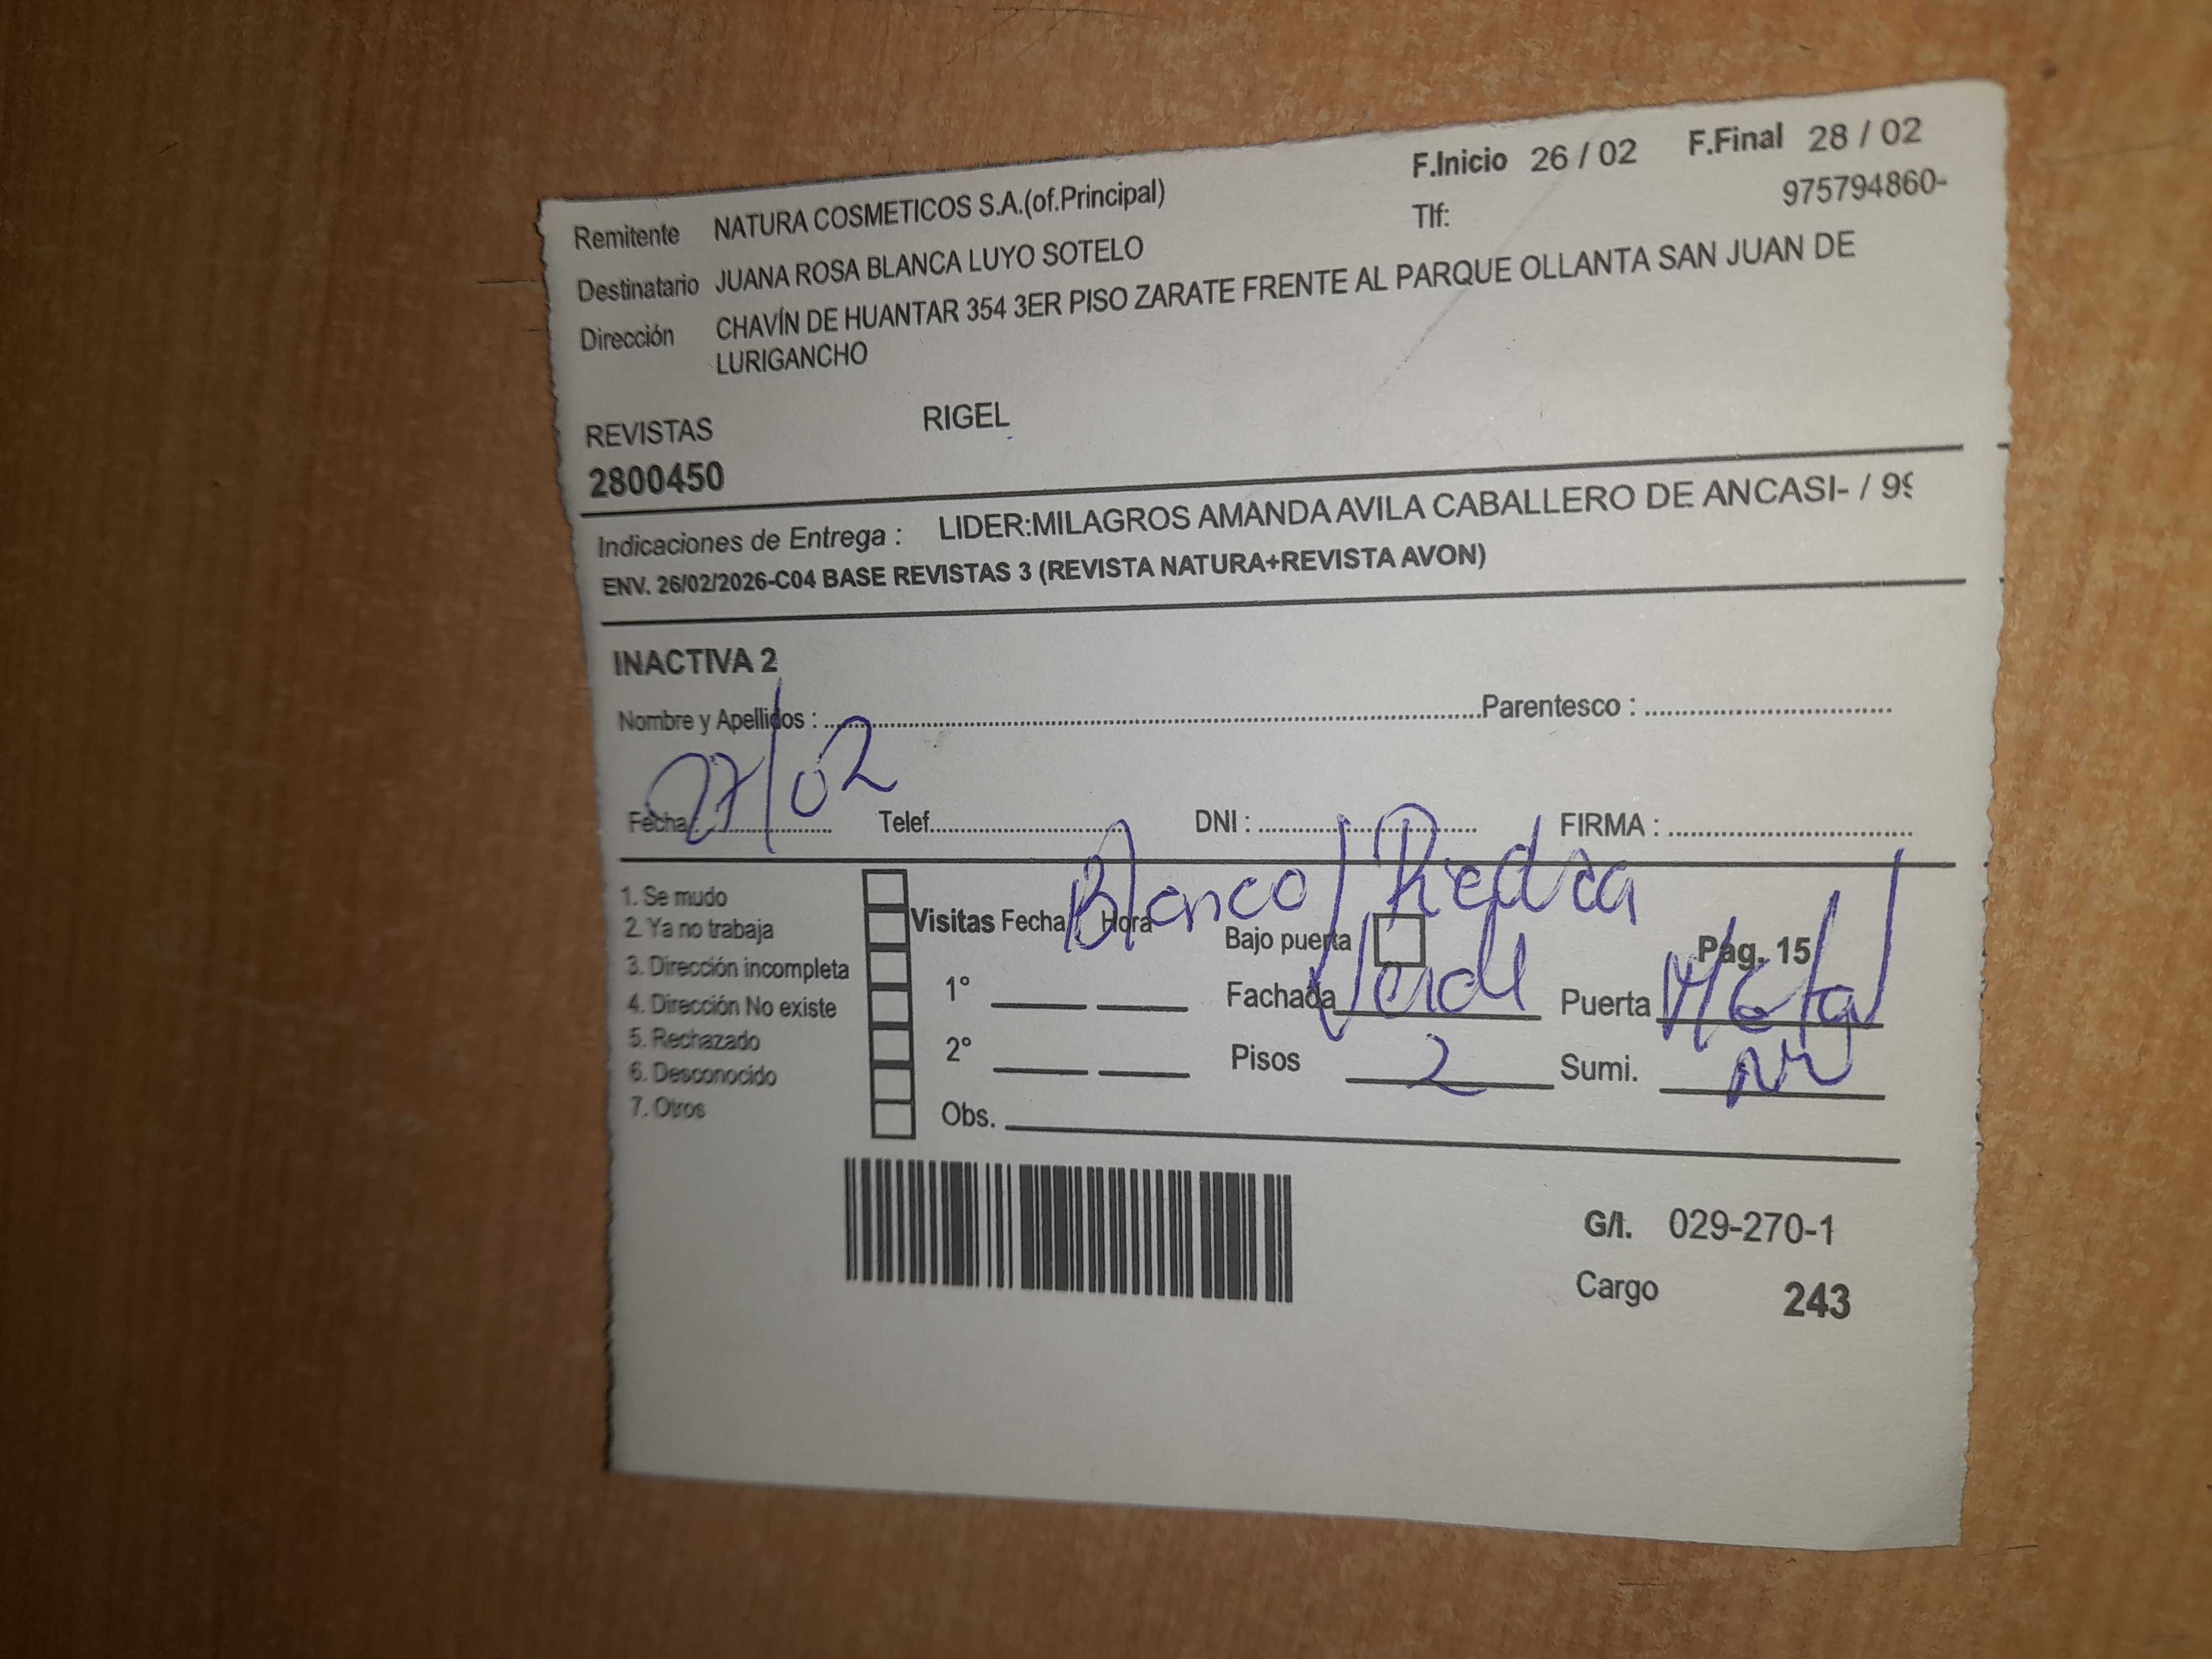 F.Inicio 26 / 02 F.Final 28 / 02
Remitente NATURA COSMETICOS S.A.(of.Principal) Tlf: 975794860-
Destinatario JUANA ROSA BLANCA LUYO SOTELO
Dirección CHAVÍN DE HUANTAR 354 3ER PISO ZARATE FRENTE AL PARQUE OLLANTA SAN JUAN DE
LURIGANCHO
REVISTAS RIGEL
2800450
Indicaciones de Entrega : LIDER:MILAGROS AMANDA AVILA CABALLERO DE ANCASI- / 99
ENV. 26/02/2026-C04 BASE REVISTAS 3 (REVISTA NATURA+REVISTA AVON)
INACTIVA 2
Nombre y Apellidos : Parentesco :
27/02
Fecha: Telef. DNI : FIRMA :
Blanco/Piedra
1. Se mudo
2. Ya no trabaja
3. Dirección incompleta
4. Dirección No existe
5. Rechazado
6. Desconocido
7. Otros
Visitas Fecha Hora Bajo puerta Pag. 15
1° Fachada Verde Puerta Metal
2° Pisos 2 Sumi.
Obs.
G/I. 029-270-1
Cargo 243